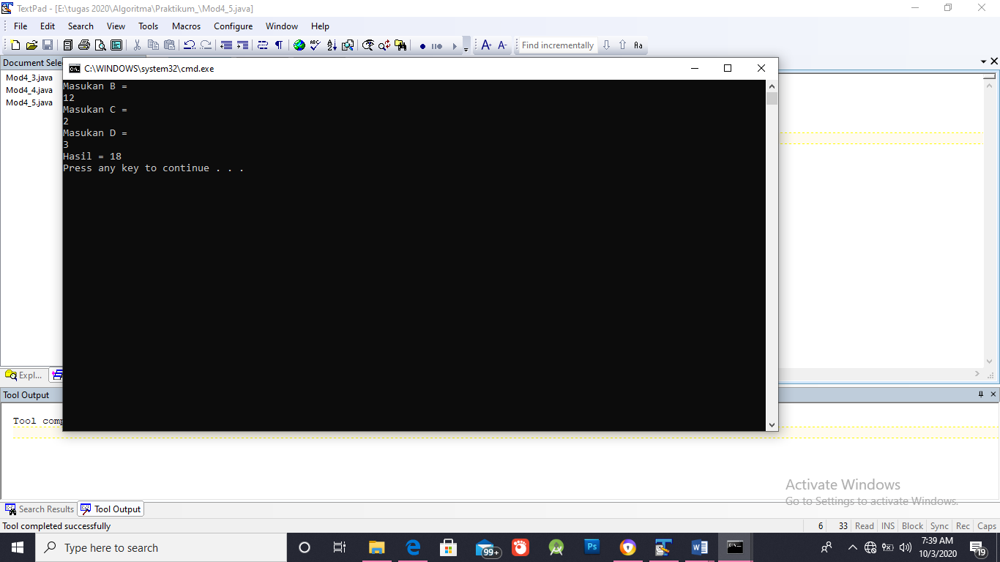 TextPad - [E:\tugas 2020\Algoritma\Praktikum_\Mod4_5.java]
File Edit Search View Tools Macros Configure Window Help
Find incrementally
Document Sele
C:\WINDOWS\system32\cmd.exe
Mod4_3.java
Mod4_4.java
Mod4_5.java
Masukan B =
12
Masukan C =
2
Masukan D =
3
Hasil = 18
Press any key to continue . . .
Expl...
Tool Output
Tool comp
Activate Windows
Go to Settings to activate Windows.
Search Results Tool Output
Tool completed successfully 6 33 Read INS Block Sync Rec Caps
Type here to search
99+
Ps
7:39 AM
10/3/2020
19